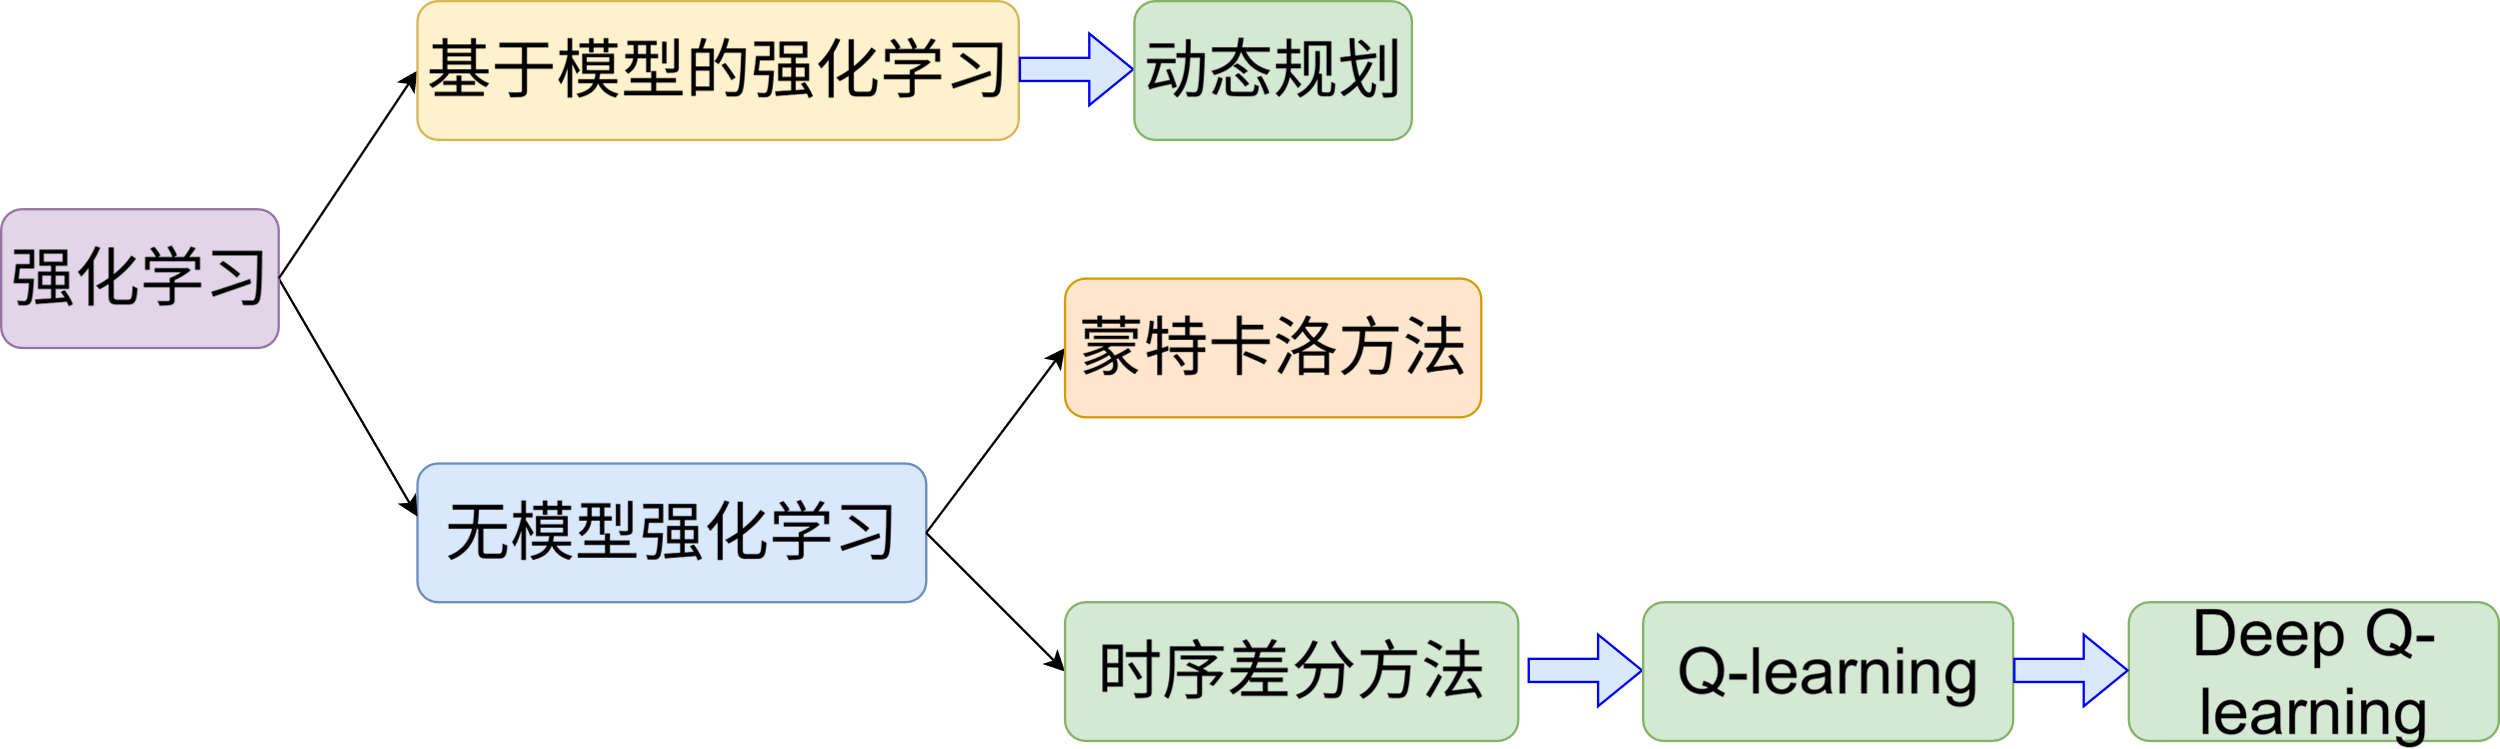 基于模型的强化学习
动态规划
强化学习
蒙特卡洛方法
无模型强化学习
时序差分方法
Q-learning
Deep Q-
learning